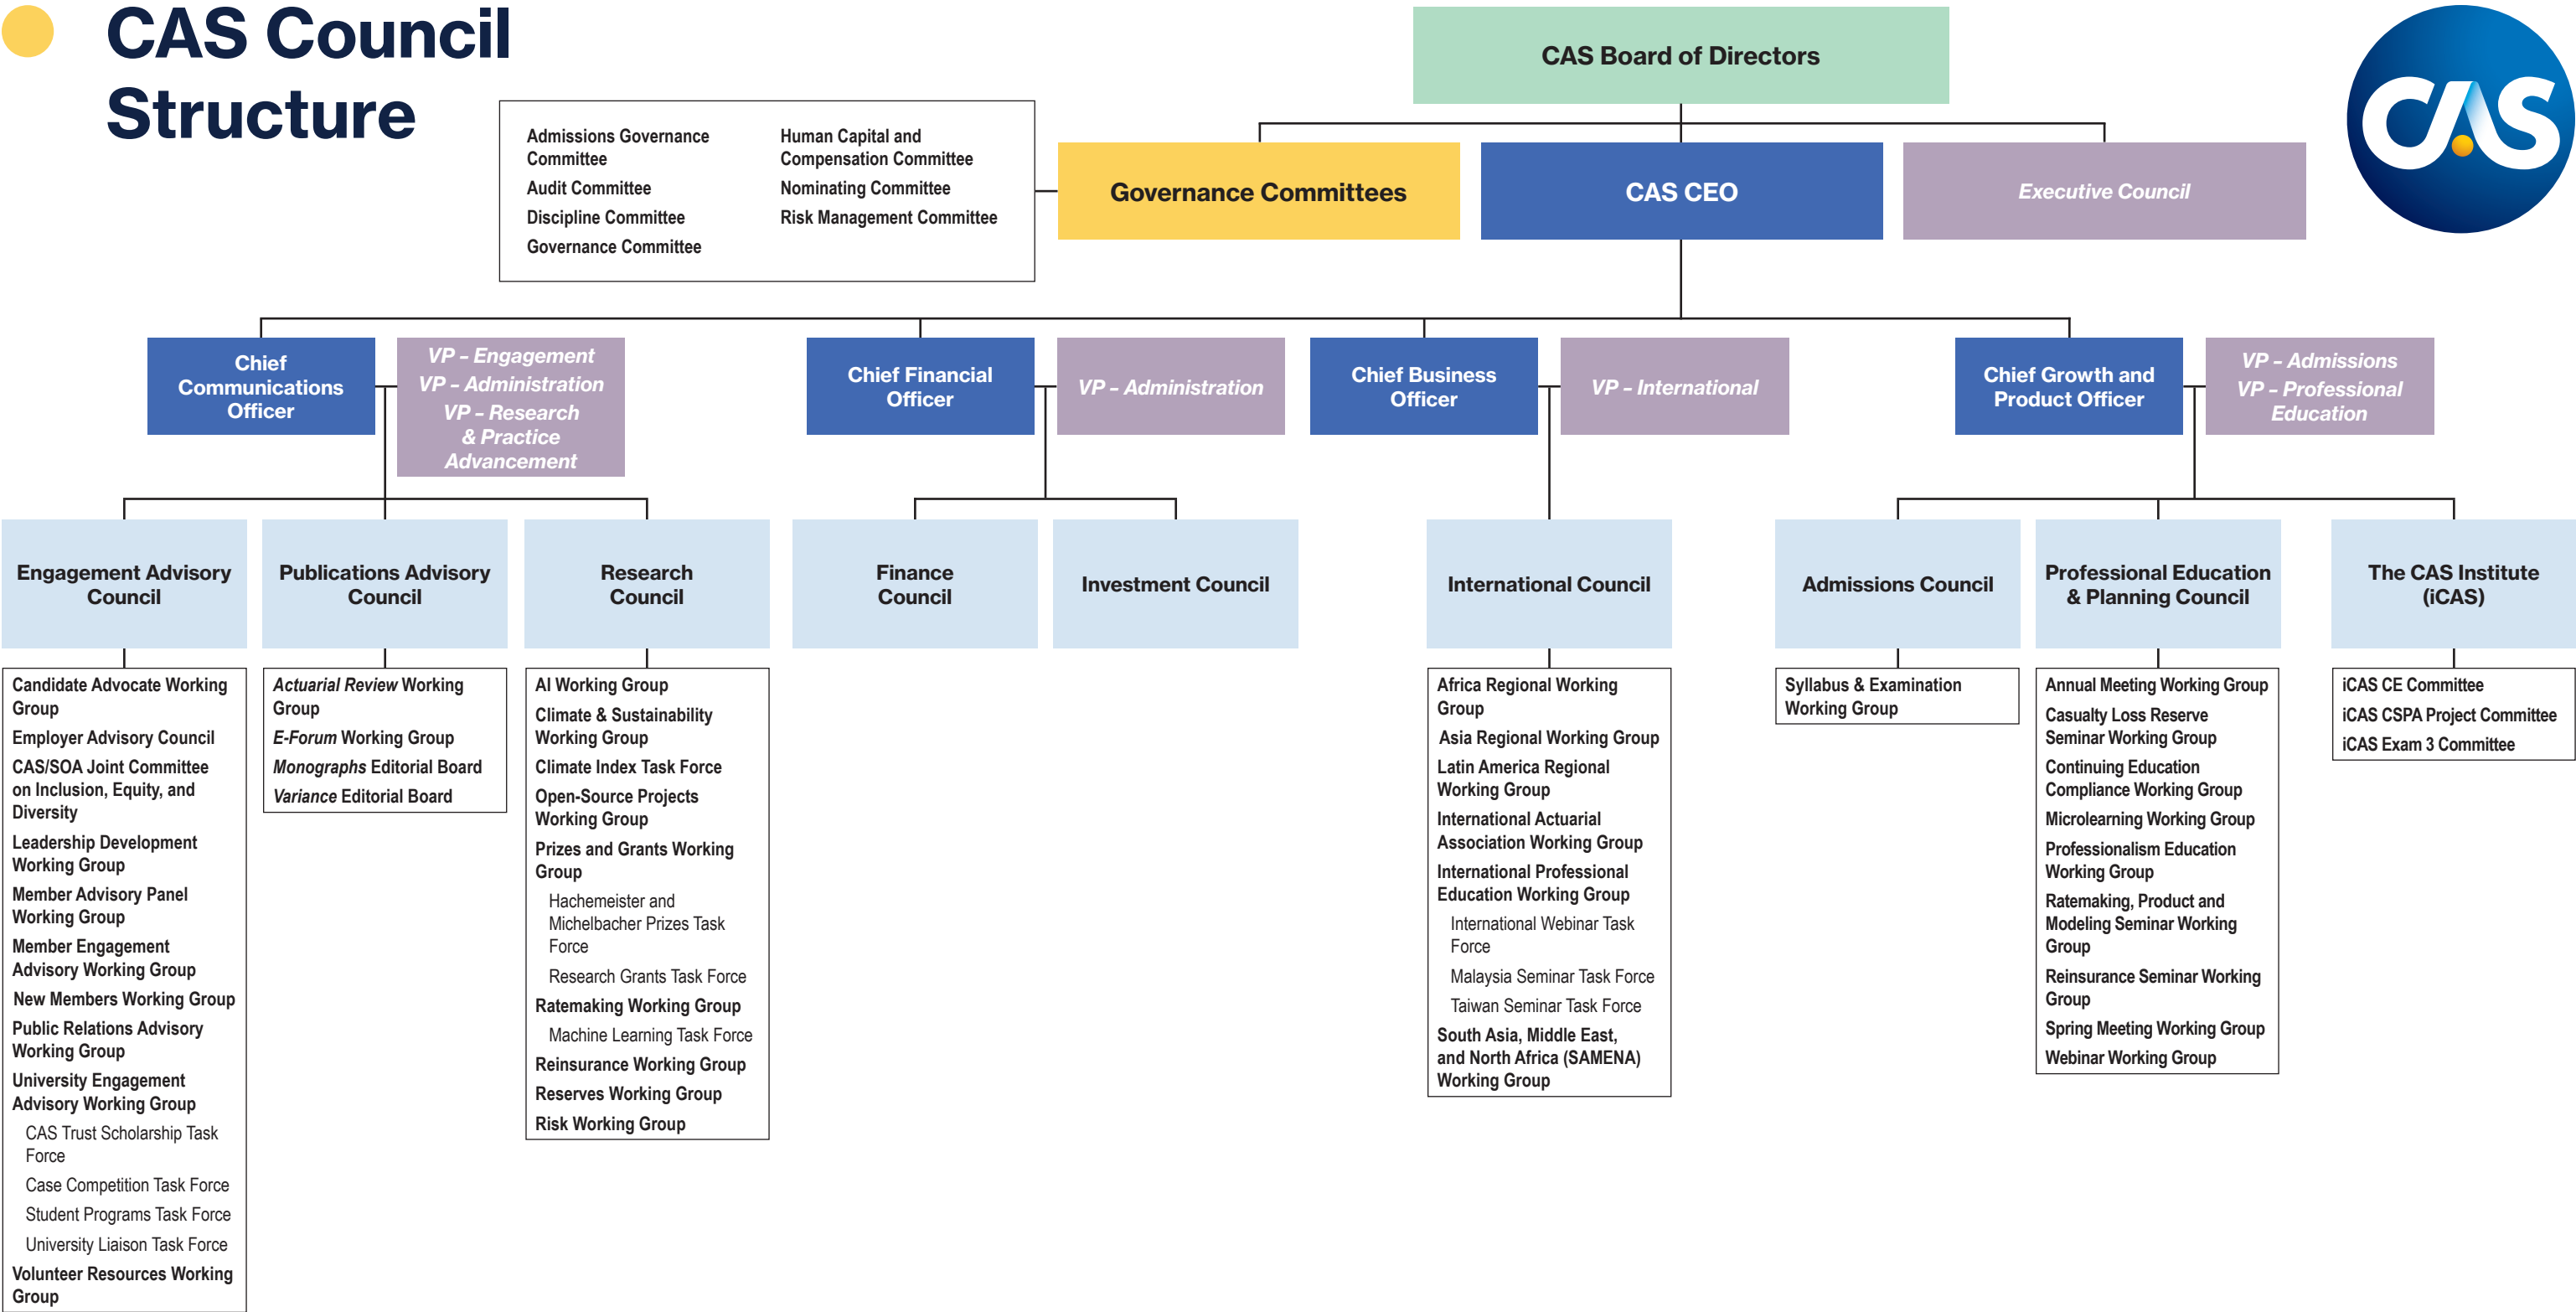 CAS Council
Structure
CAS Board of Directors
CAS
Admissions Governance
Committee
Audit Committee
Discipline Committee
Governance Committee
Human Capital and
Compensation Committee
Nominating Committee
Risk Management Committee
Governance Committees
CAS CEO
Executive Council
Chief
Communications
Officer
VP – Engagement
VP – Administration
VP – Research
& Practice
Advancement
Chief Financial
Officer
VP – Administration
Chief Business
Officer
VP – International
Chief Growth and
Product Officer
VP – Admissions
VP – Professional
Education
Engagement Advisory
Council
Publications Advisory
Council
Research
Council
Finance
Council
Investment Council
International Council
Admissions Council
Professional Education
& Planning Council
The CAS Institute
(iCAS)
Candidate Advocate Working
Group
Employer Advisory Council
CAS/SOA Joint Committee
on Inclusion, Equity, and
Diversity
Leadership Development
Working Group
Member Advisory Panel
Working Group
Member Engagement
Advisory Working Group
New Members Working Group
Public Relations Advisory
Working Group
University Engagement
Advisory Working Group
CAS Trust Scholarship Task
Force
Case Competition Task Force
Student Programs Task Force
University Liaison Task Force
Volunteer Resources Working
Group
Actuarial Review Working
Group
E-Forum Working Group
Monographs Editorial Board
Variance Editorial Board
AI Working Group
Climate & Sustainability
Working Group
Climate Index Task Force
Open-Source Projects
Working Group
Prizes and Grants Working
Group
Hachemeister and
Michelbacher Prizes Task
Force
Research Grants Task Force
Ratemaking Working Group
Machine Learning Task Force
Reinsurance Working Group
Reserves Working Group
Risk Working Group
Africa Regional Working
Group
Asia Regional Working Group
Latin America Regional
Working Group
International Actuarial
Association Working Group
International Professional
Education Working Group
International Webinar Task
Force
Malaysia Seminar Task Force
Taiwan Seminar Task Force
South Asia, Middle East,
and North Africa (SAMENA)
Working Group
Syllabus & Examination
Working Group
Annual Meeting Working Group
Casualty Loss Reserve
Seminar Working Group
Continuing Education
Compliance Working Group
Microlearning Working Group
Professionalism Education
Working Group
Ratemaking, Product and
Modeling Seminar Working
Group
Reinsurance Seminar Working
Group
Spring Meeting Working Group
Webinar Working Group
iCAS CE Committee
iCAS CSPA Project Committee
iCAS Exam 3 Committee